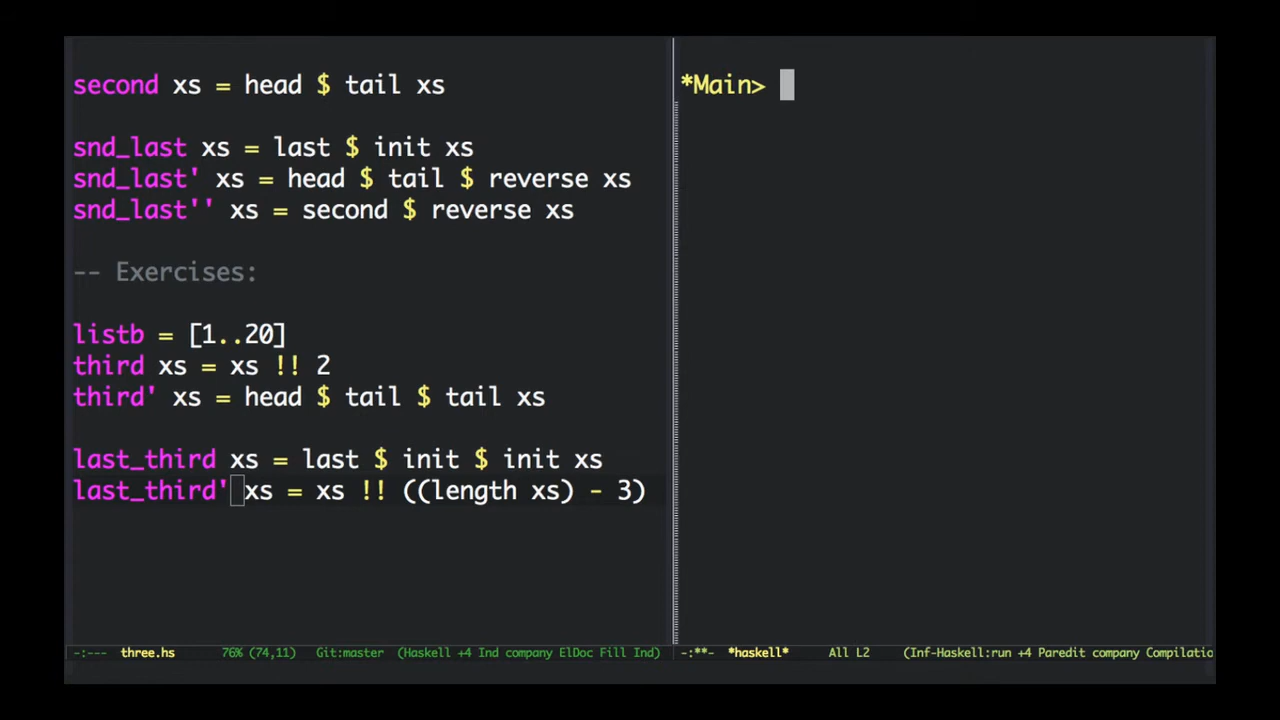 second xs = head $ tail xs
snd_last xs = last $ init xs
snd_last' xs = head $ tail $ reverse xs
snd_last'' xs = second $ reverse xs
-- Exercises:
listb = [1..20]
third xs = xs !! 2
third' xs = head $ tail $ tail xs
last_third xs = last $ init $ init xs
last_third' xs = xs !! ((length xs) - 3)
-:--- three.hs 76% (74,11) Git:master (Haskell +4 Ind company ElDoc Fill Ind)
*Main>
-:**- *haskell* All L2 (Inf-Haskell:run +4 Paredit company Compilatio